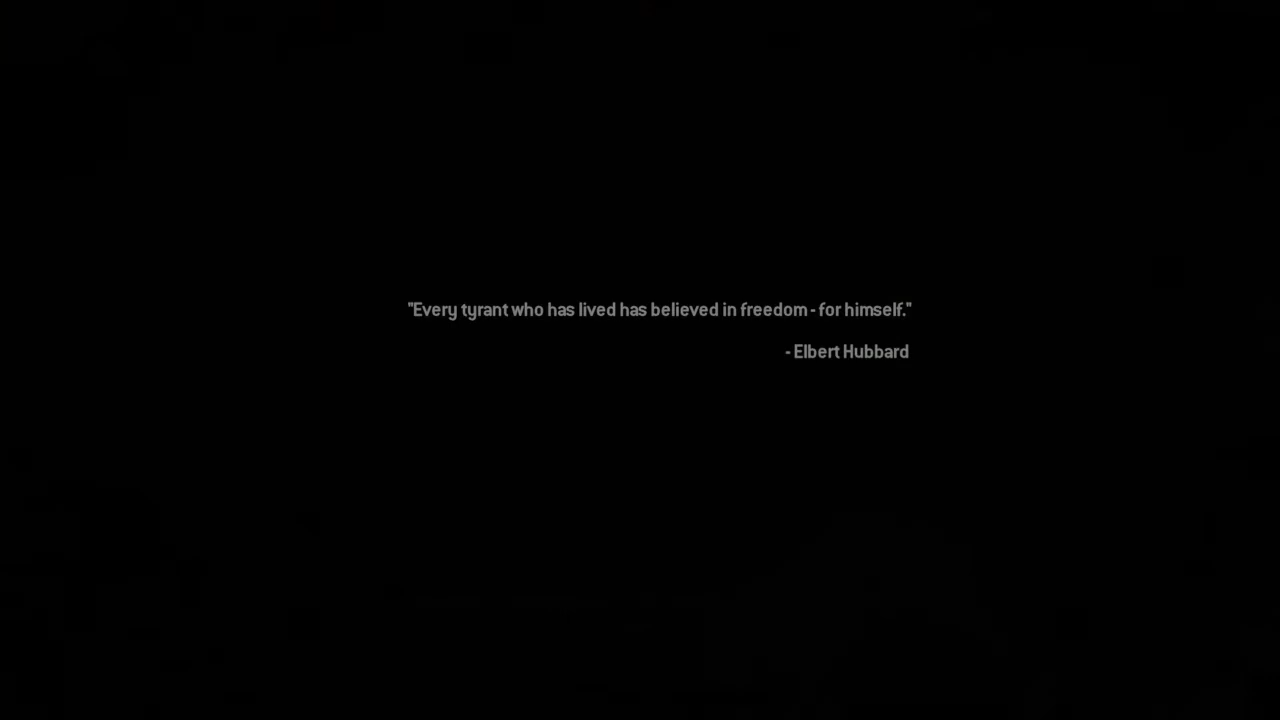 "Every tyrant who has lived has believed in freedom - for himself."
- Elbert Hubbard